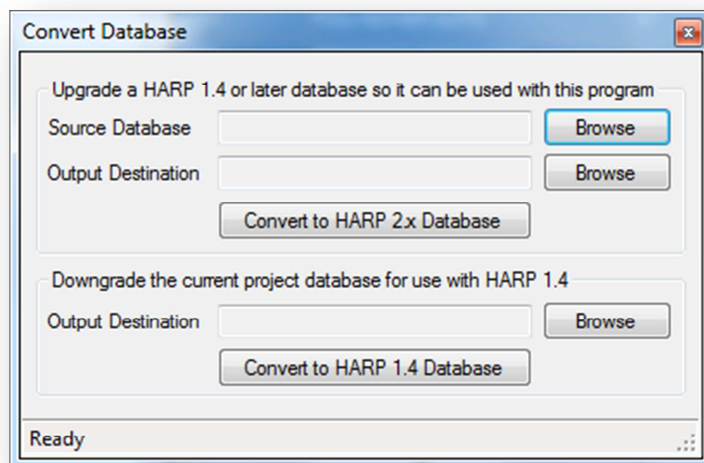 Convert Database
Upgrade a HARP 1.4 or later database so it can be used with this program
Source Database Browse
Output Destination Browse
Convert to HARP 2.x Database
Downgrade the current project database for use with HARP 1.4
Output Destination Browse
Convert to HARP 1.4 Database
Ready